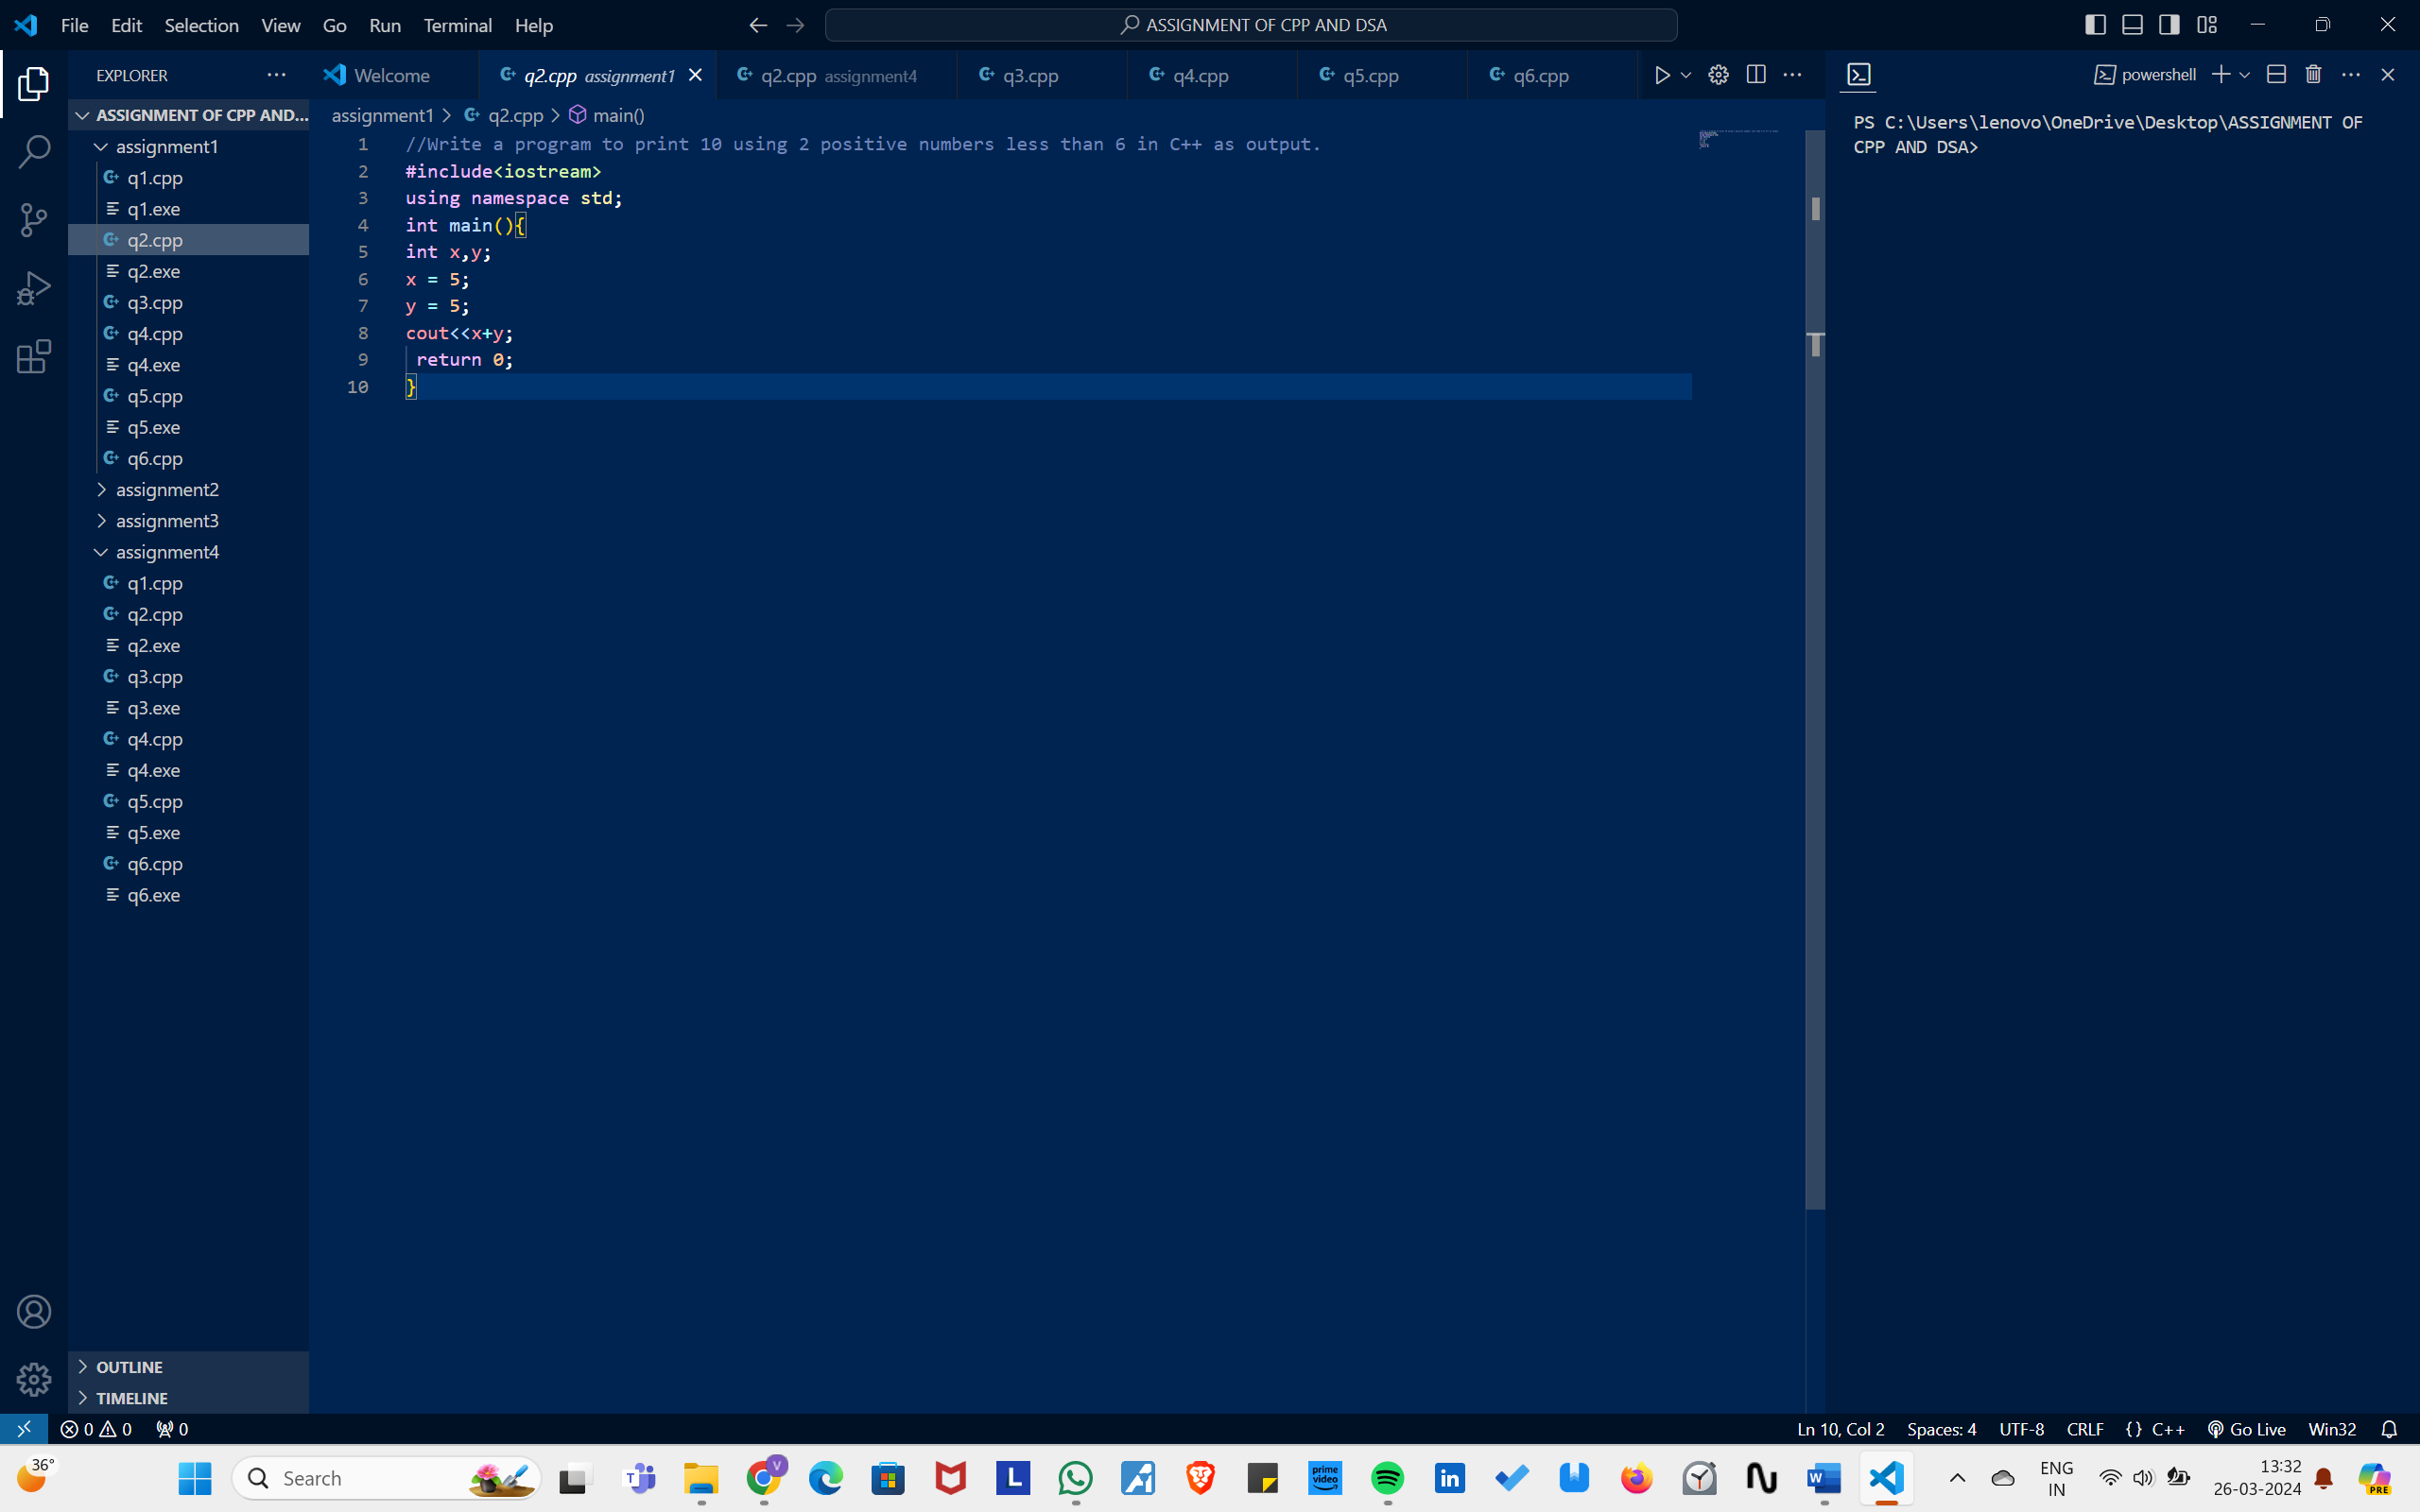 File Edit Selection View Go Run Terminal Help
ASSIGNMENT OF CPP AND DSA
EXPLORER
Welcome
q2.cpp assignment1
q2.cpp assignment4
q3.cpp
q4.cpp
q5.cpp
q6.cpp
powershell
ASSIGNMENT OF CPP AND...
assignment1
q1.cpp
q1.exe
q2.cpp
q2.exe
q3.cpp
q4.cpp
q4.exe
q5.cpp
q5.exe
q6.cpp
assignment2
assignment3
assignment4
q1.cpp
q2.cpp
q2.exe
q3.cpp
q3.exe
q4.cpp
q4.exe
q5.cpp
q5.exe
q6.cpp
q6.exe
OUTLINE
TIMELINE
assignment1 > q2.cpp > main()
1 //Write a program to print 10 using 2 positive numbers less than 6 in C++ as output.
2 #include<iostream>
3 using namespace std;
4 int main(){
5 int x,y;
6 x = 5;
7 y = 5;
8 cout<<x+y;
9 return 0;
10 }
PS C:\Users\lenovo\OneDrive\Desktop\ASSIGNMENT OF
CPP AND DSA>
0 0 0
Ln 10, Col 2 Spaces: 4 UTF-8 CRLF {} C++ Go Live Win32
36°
Search
T
V
L
prime video
in
W
ENG
IN
13:32
26-03-2024
PRE